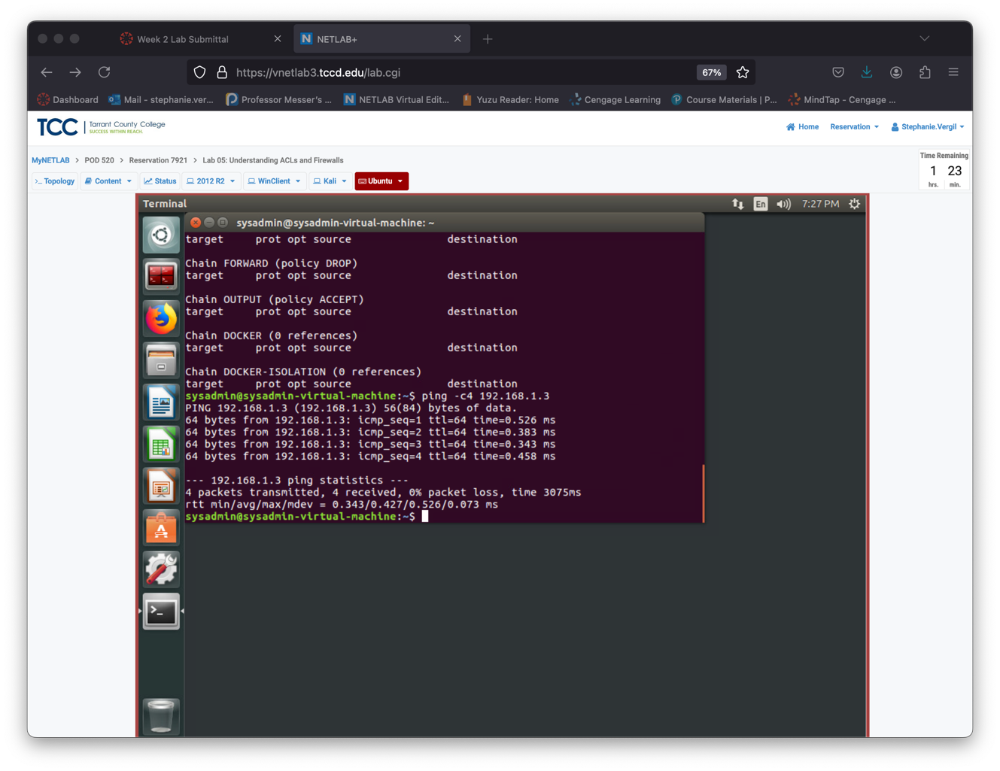 Week 2 Lab Submittal
NETLAB+
https://vnetlab3.tccd.edu/lab.cgi
67%
Dashboard
Mail - stephanie.ver...
Professor Messer's ...
NETLAB Virtual Edit...
Yuzu Reader: Home
Cengage Learning
Course Materials | P...
MindTap - Cengage ...
TCC
Tarrant County College
SUCCESS WITHIN REACH.
Home
Reservation
Stephanie.Vergil
MyNETLAB > POD 520 > Reservation 7921 > Lab 05: Understanding ACLs and Firewalls
Time Remaining
1 23
hrs. min.
>_ Topology
Content
Status
2012 R2
WinClient
Kali
Ubuntu
Terminal
En
7:27 PM
sysadmin@sysadmin-virtual-machine: ~
target     prot opt source               destination
Chain FORWARD (policy DROP)
target     prot opt source               destination
Chain OUTPUT (policy ACCEPT)
target     prot opt source               destination
Chain DOCKER (0 references)
target     prot opt source               destination
Chain DOCKER-ISOLATION (0 references)
target     prot opt source               destination
sysadmin@sysadmin-virtual-machine:~$ ping -c4 192.168.1.3
PING 192.168.1.3 (192.168.1.3) 56(84) bytes of data.
64 bytes from 192.168.1.3: icmp_seq=1 ttl=64 time=0.526 ms
64 bytes from 192.168.1.3: icmp_seq=2 ttl=64 time=0.383 ms
64 bytes from 192.168.1.3: icmp_seq=3 ttl=64 time=0.343 ms
64 bytes from 192.168.1.3: icmp_seq=4 ttl=64 time=0.458 ms
--- 192.168.1.3 ping statistics ---
4 packets transmitted, 4 received, 0% packet loss, time 3075ms
rtt min/avg/max/mdev = 0.343/0.427/0.526/0.073 ms
sysadmin@sysadmin-virtual-machine:~$